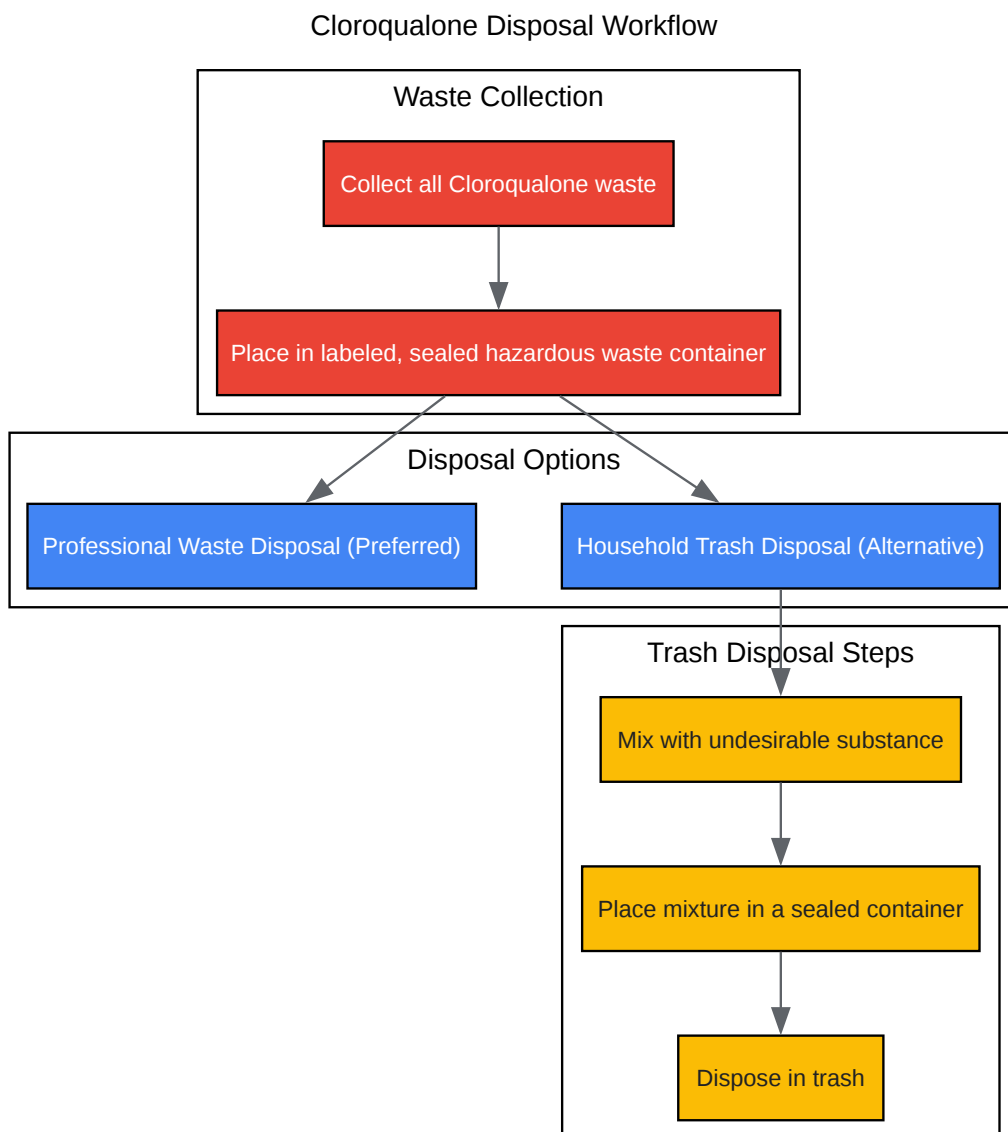 Cloroqualone Disposal Workflow
Waste Collection
Collect all Cloroqualone waste
Place in labeled, sealed hazardous waste container
Disposal Options
Professional Waste Disposal (Preferred)
Household Trash Disposal (Alternative)
Trash Disposal Steps
Mix with undesirable substance
Place mixture in a sealed container
Dispose in trash